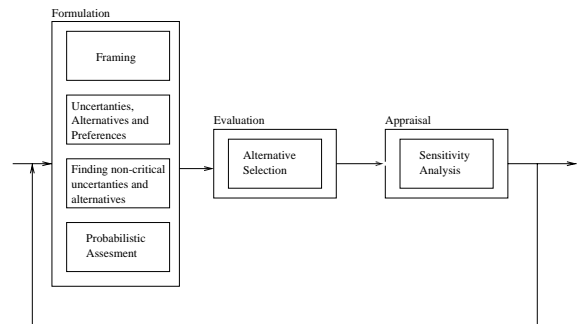 Formulation
Framing
Uncertanties,
Alternatives and
Preferences
Finding non-critical
uncertanties and
alternatives
Probabilistic
Assesment
Evaluation
Alternative
Selection
Appraisal
Sensitivity
Analysis